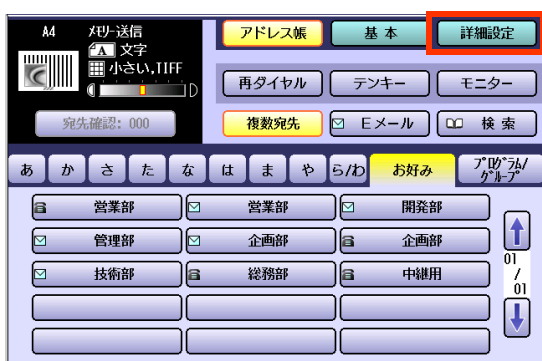 A4 ﾒﾓﾘｰ送信
A 文字
小さい,TIFF
D
宛先確認: 000
アドレス帳 基本 詳細設定
再ダイヤル テンキー モニター
複数宛先 Eメール 検索
あ か さ た な は ま や ら/わ お好み ﾌﾟﾛｸﾞﾗﾑ/
ｸﾞﾙｰﾌﾟ
営業部 営業部 開発部
管理部 企画部 企画部
技術部 総務部 中継用
01
/
01